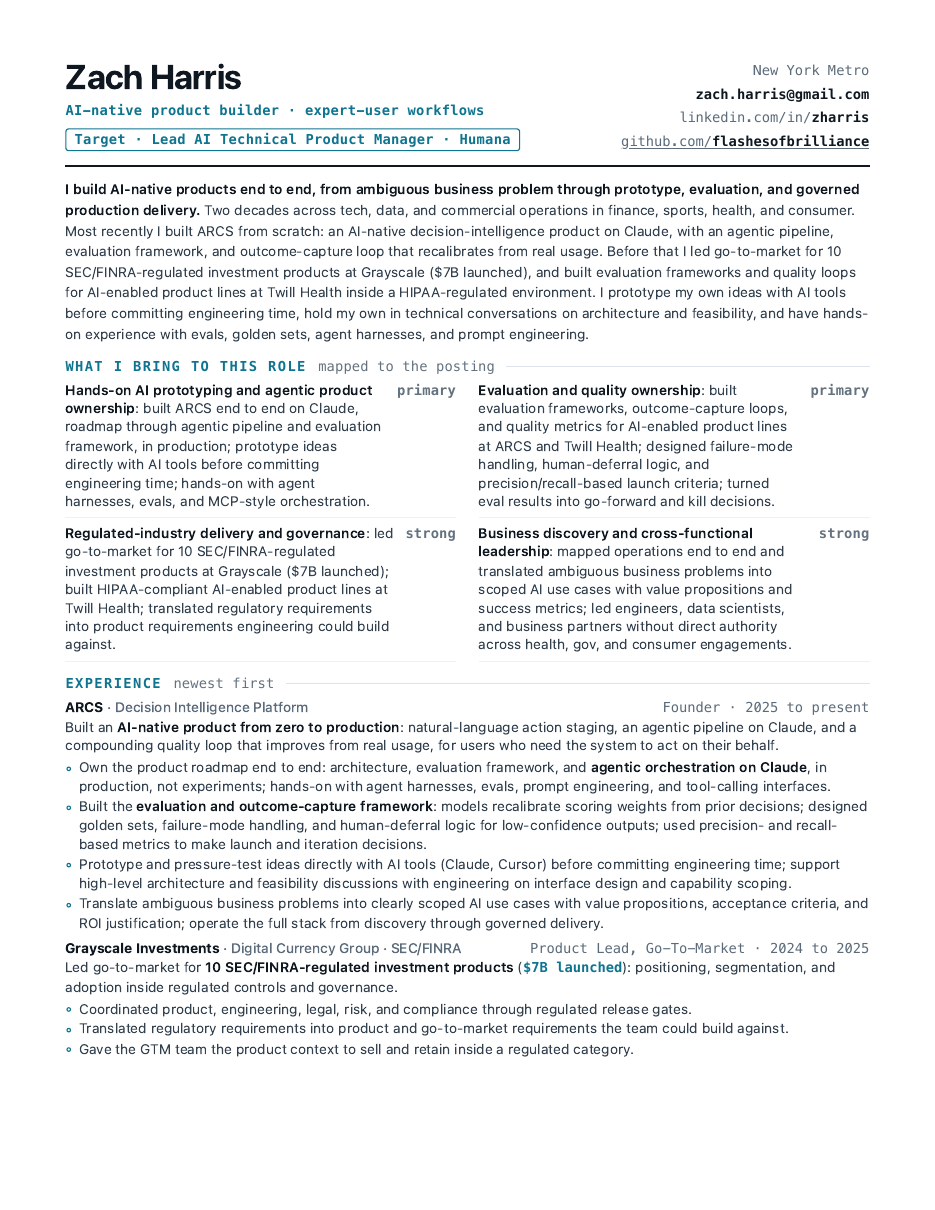 Zach Harris
AI-native product builder · expert-user workflows
Target · Lead AI Technical Product Manager · Humana
New York Metro
zach.harris@gmail.com
linkedin.com/in/zharris
github.com/flashesofbrilliance
I build AI-native products end to end, from ambiguous business problem through prototype, evaluation, and governed
production delivery. Two decades across tech, data, and commercial operations in finance, sports, health, and consumer.
Most recently I built ARCS from scratch: an AI-native decision-intelligence product on Claude, with an agentic pipeline,
evaluation framework, and outcome-capture loop that recalibrates from real usage. Before that I led go-to-market for 10
SEC/FINRA-regulated investment products at Grayscale ($7B launched), and built evaluation frameworks and quality loops
for AI-enabled product lines at Twill Health inside a HIPAA-regulated environment. I prototype my own ideas with AI tools
before committing engineering time, hold my own in technical conversations on architecture and feasibility, and have hands-
on experience with evals, golden sets, agent harnesses, and prompt engineering.
WHAT I BRING TO THIS ROLE mapped to the posting
Hands-on AI prototyping and agentic product primary
ownership: built ARCS end to end on Claude,
roadmap through agentic pipeline and evaluation
framework, in production; prototype ideas
directly with AI tools before committing
engineering time; hands-on with agent
harnesses, evals, and MCP-style orchestration.
Evaluation and quality ownership: built primary
evaluation frameworks, outcome-capture loops,
and quality metrics for AI-enabled product lines
at ARCS and Twill Health; designed failure-mode
handling, human-deferral logic, and
precision/recall-based launch criteria; turned
eval results into go-forward and kill decisions.
Regulated-industry delivery and governance: led strong
go-to-market for 10 SEC/FINRA-regulated
investment products at Grayscale ($7B launched);
built HIPAA-compliant AI-enabled product lines at
Twill Health; translated regulatory requirements
into product requirements engineering could build
against.
Business discovery and cross-functional strong
leadership: mapped operations end to end and
translated ambiguous business problems into
scoped AI use cases with value propositions and
success metrics; led engineers, data scientists,
and business partners without direct authority
across health, gov, and consumer engagements.
EXPERIENCE newest first
ARCS · Decision Intelligence Platform Founder · 2025 to present
Built an AI-native product from zero to production: natural-language action staging, an agentic pipeline on Claude, and a
compounding quality loop that improves from real usage, for users who need the system to act on their behalf.
Own the product roadmap end to end: architecture, evaluation framework, and agentic orchestration on Claude, in
production, not experiments; hands-on with agent harnesses, evals, prompt engineering, and tool-calling interfaces.
Built the evaluation and outcome-capture framework: models recalibrate scoring weights from prior decisions; designed
golden sets, failure-mode handling, and human-deferral logic for low-confidence outputs; used precision- and recall-
based metrics to make launch and iteration decisions.
Prototype and pressure-test ideas directly with AI tools (Claude, Cursor) before committing engineering time; support
high-level architecture and feasibility discussions with engineering on interface design and capability scoping.
Translate ambiguous business problems into clearly scoped AI use cases with value propositions, acceptance criteria, and
ROI justification; operate the full stack from discovery through governed delivery.
Grayscale Investments · Digital Currency Group · SEC/FINRA Product Lead, Go-To-Market · 2024 to 2025
Led go-to-market for 10 SEC/FINRA-regulated investment products ($7B launched): positioning, segmentation, and
adoption inside regulated controls and governance.
Coordinated product, engineering, legal, risk, and compliance through regulated release gates.
Translated regulatory requirements into product and go-to-market requirements the team could build against.
Gave the GTM team the product context to sell and retain inside a regulated category.